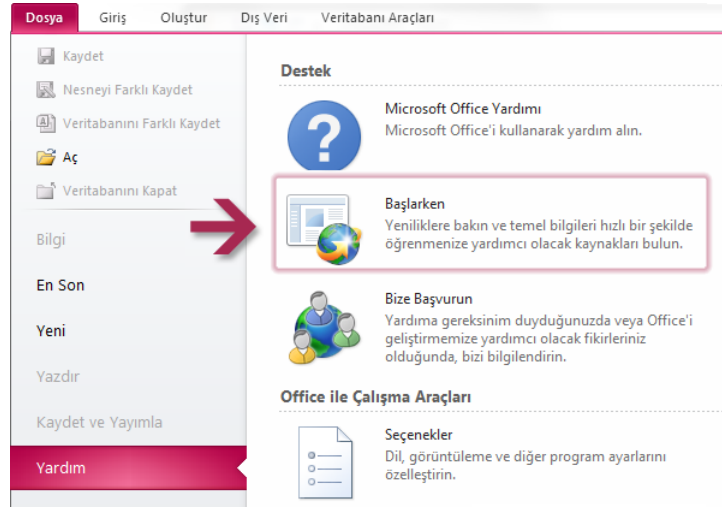 Dosya Giriş Oluştur Dış Veri Veritabanı Araçları
Kaydet
Nesneyi Farklı Kaydet
Veritabanını Farklı Kaydet
Aç
Veritabanını Kapat
Bilgi
En Son
Yeni
Yazdır
Kaydet ve Yayımla
Yardım
Destek
Microsoft Office Yardımı
Microsoft Office'i kullanarak yardım alın.
Başlarken
Yeniliklere bakın ve temel bilgileri hızlı bir şekilde
öğrenmenize yardımcı olacak kaynakları bulun.
Bize Başvurun
Yardıma gereksinim duyduğunuzda veya Office'i
geliştirmemize yardımcı olacak fikirleriniz
olduğunda, bizi bilgilendirin.
Office ile Çalışma Araçları
Seçenekler
Dil, görüntüleme ve diğer program ayarlarını
özelleştirin.